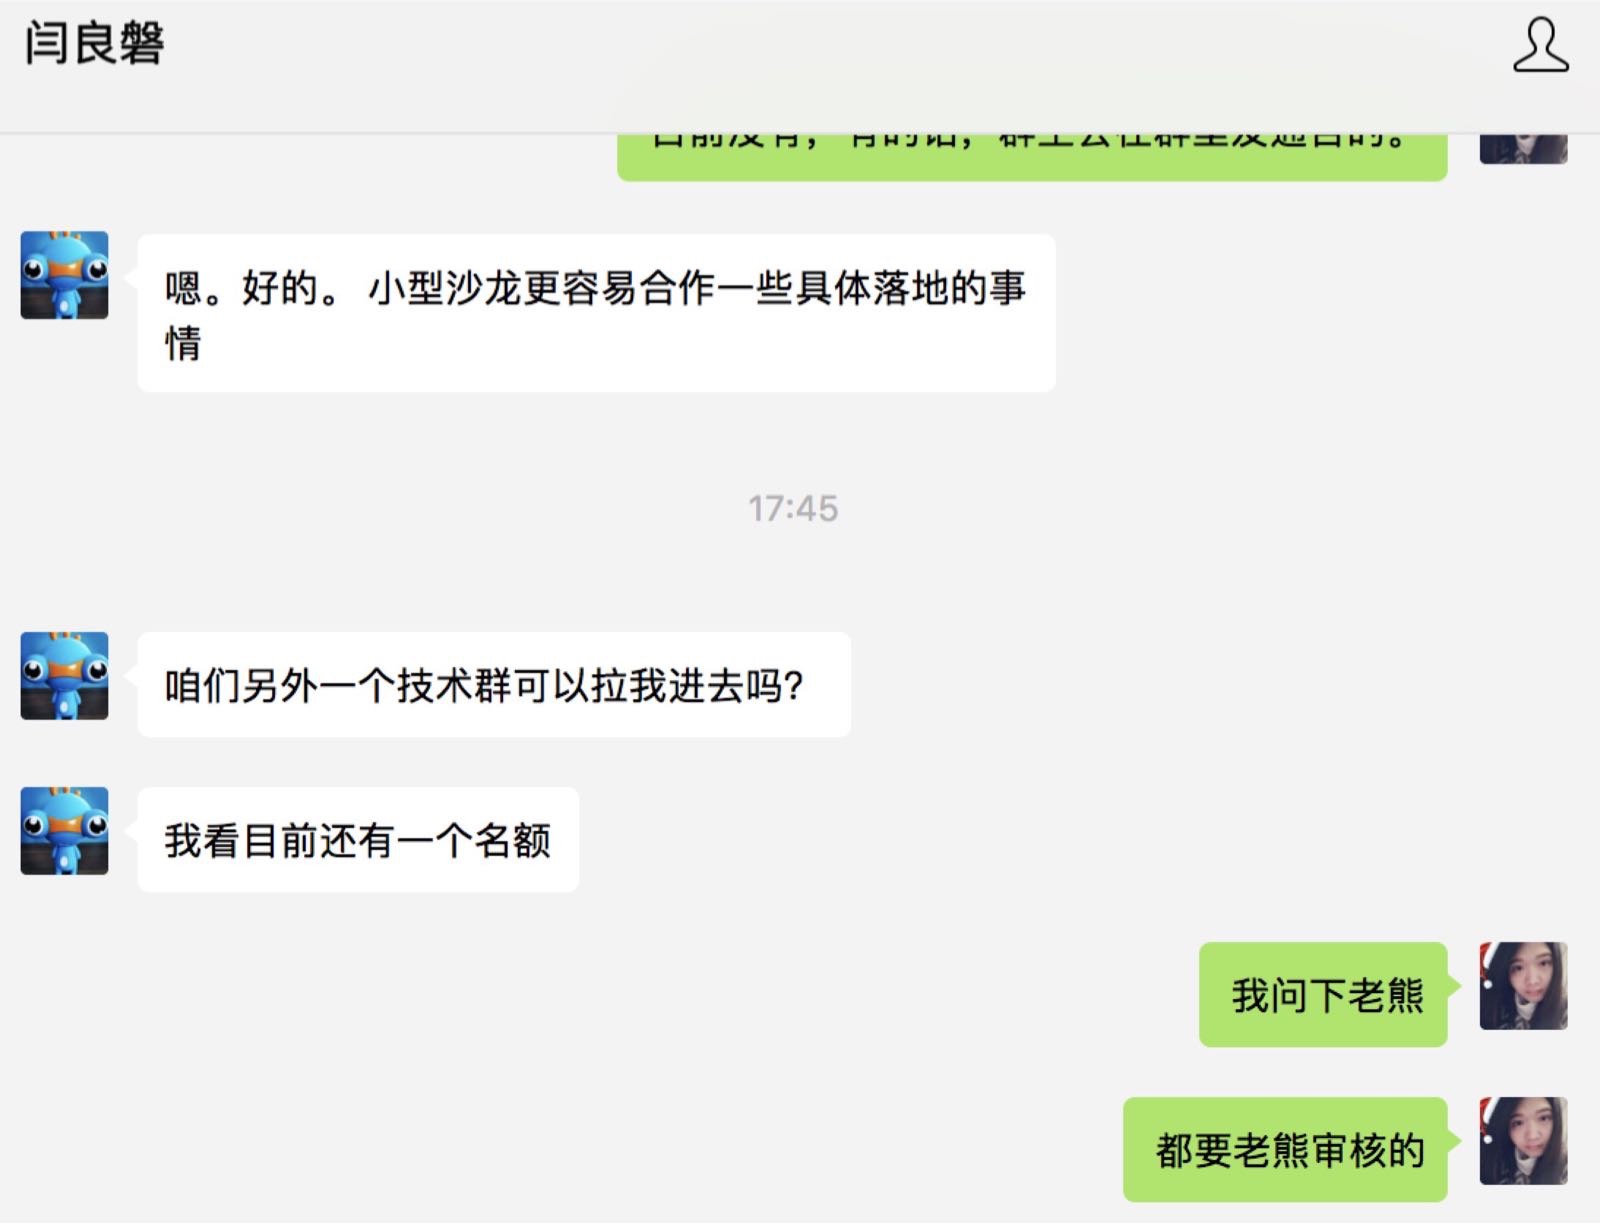 闫良磐
嗯。好的。 小型沙龙更容易合作一些具体落地的事
情
17:45
咱们另外一个技术群可以拉我进去吗?
我看目前还有一个名额
我问下老熊
都要老熊审核的